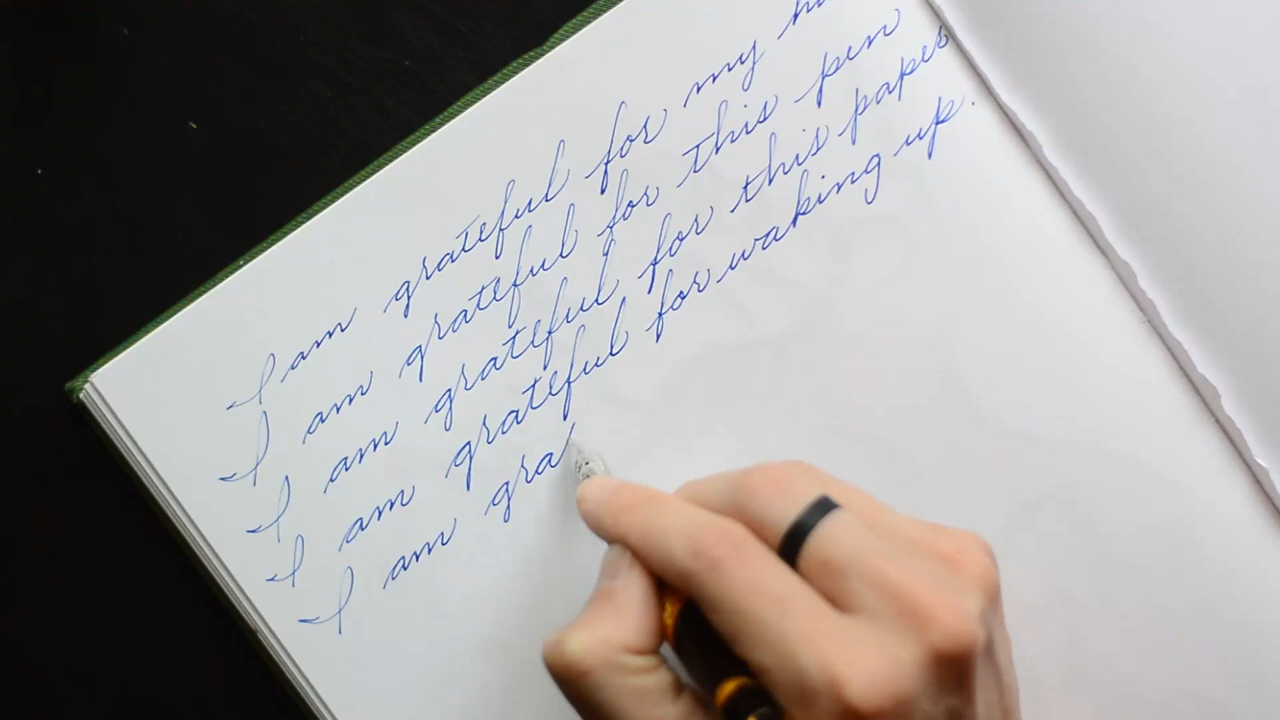 I am grateful for my
I am grateful for this pen
I am grateful for this paper
I am grateful for waking up.
I am gra